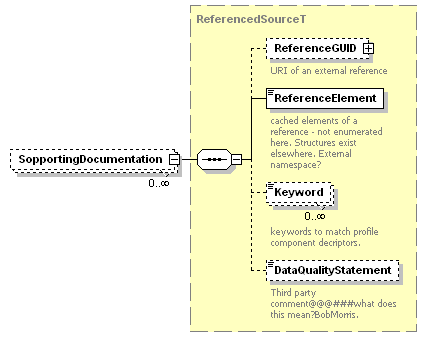 ReferencedSourceT
ReferenceGUID
URI of an external reference
ReferenceElement
cached elements of a
reference - not enumerated
here. Structures exist
elsewhere. External
namespace?
SopportingDocumentation
0..∞
Keyword
0..∞
keywords to match profile
component decriptors.
DataQualityStatement
Third party
comment@@@###what does
this mean?BobMorris.